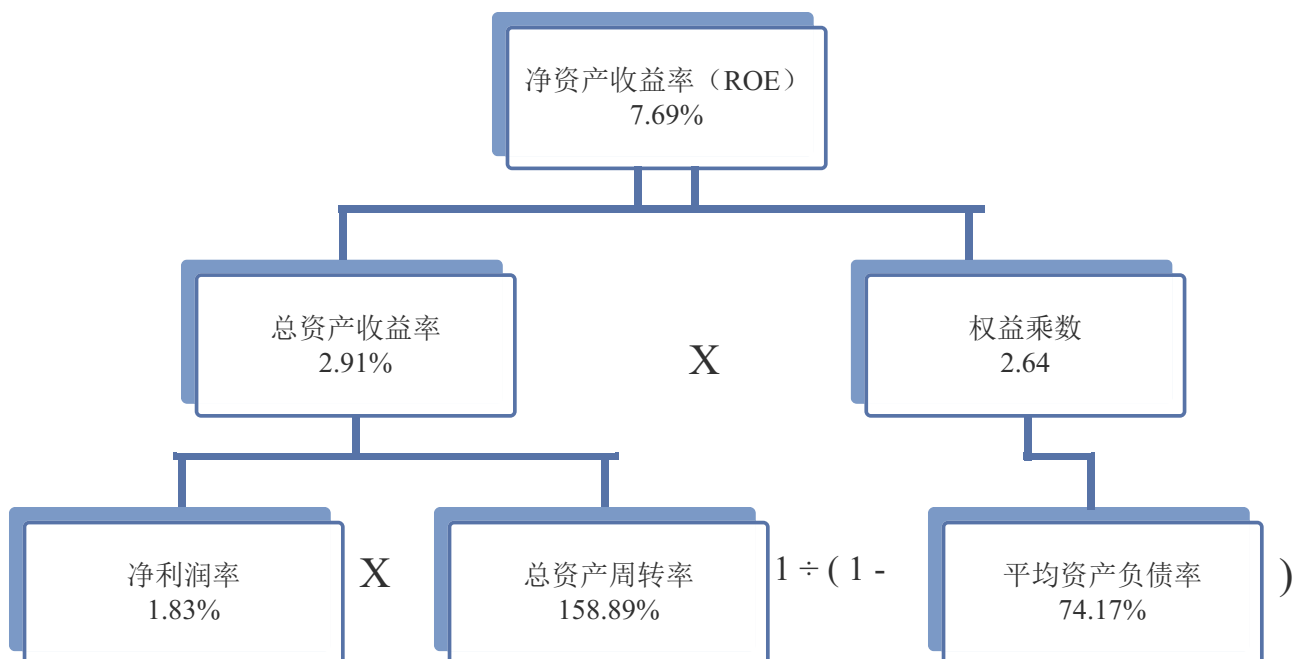 净资产收益率（ROE）
7.69%
总资产收益率
2.91%
X
权益乘数
2.64
净利润率
1.83%
X
总资产周转率
158.89%
1 ÷ ( 1 -
平均资产负债率
74.17%
)